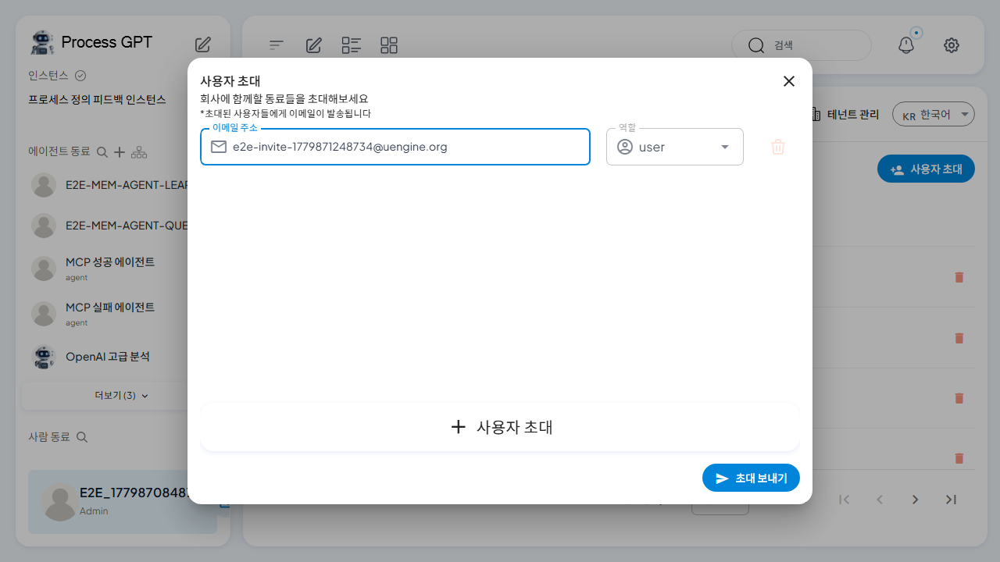 Process GPT
인스턴스
프로세스 정의 피드백 인스턴스
에이전트 동료
E2E-MEM-AGENT-LEAR
E2E-MEM-AGENT-QUE
MCP 성공 에이전트
agent
MCP 실패 에이전트
agent
OpenAI 고급 분석
더보기 (3)
사람 동료
E2E_1779870848
Admin
검색
테넌트 관리
KR 한국어
사용자 초대
사용자 초대
회사에 함께할 동료들을 초대해보세요
*초대된 사용자들에게 이메일이 발송됩니다
이메일 주소
e2e-invite-1779871248734@uengine.org
역할
user
사용자 초대
초대 보내기